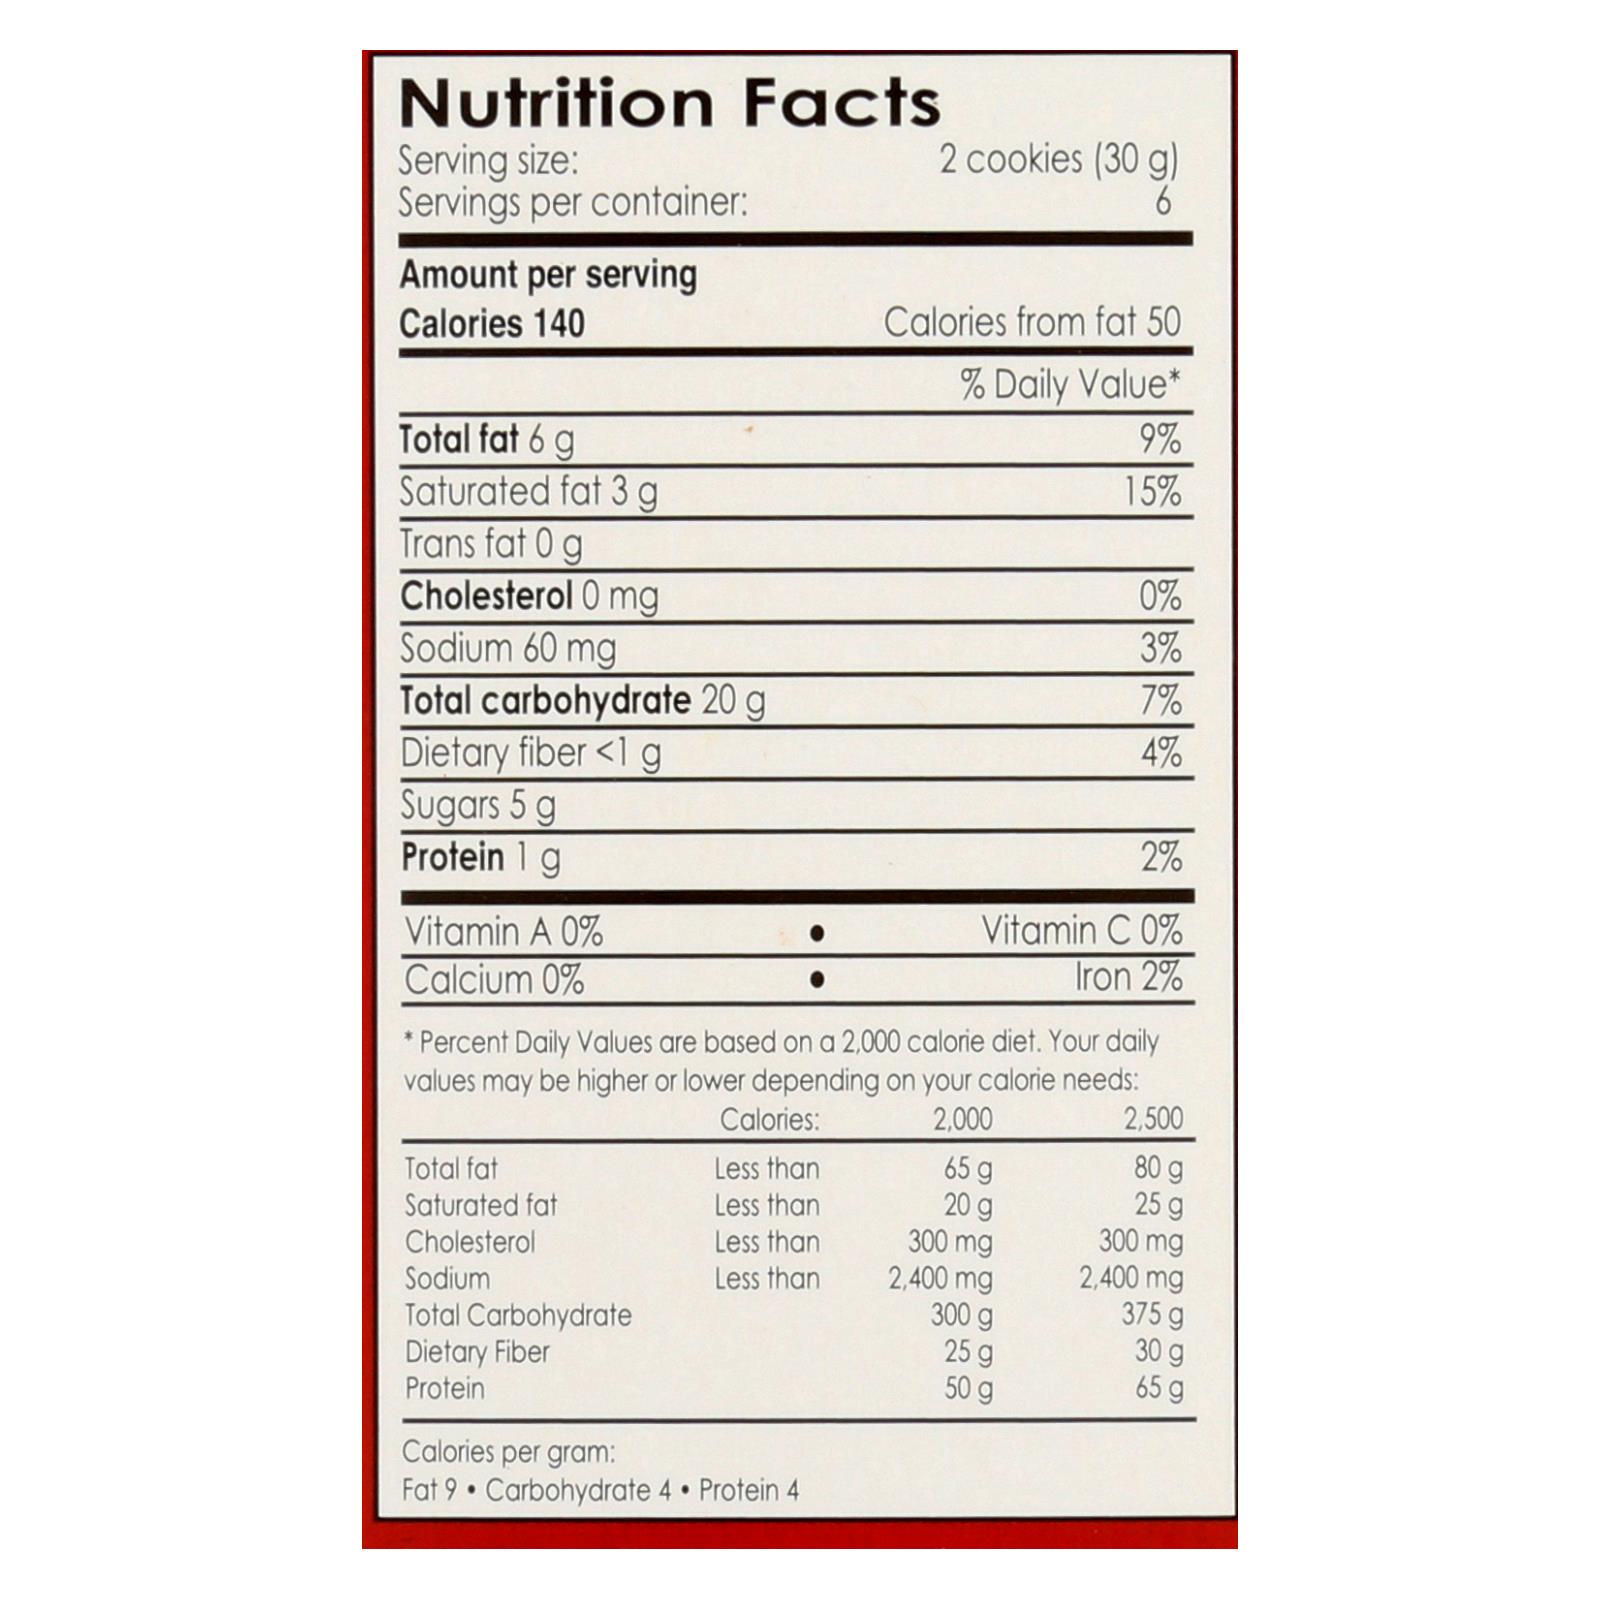 Nutrition Facts
Serving size: 2 cookies (30 g)
Servings per container: 6
Amount per serving
Calories 140 Calories from fat 50
% Daily Value*
Total fat 6 g 9%
Saturated fat 3 g 15%
Trans fat 0 g
Cholesterol 0 mg 0%
Sodium 60 mg 3%
Total carbohydrate 20 g 7%
Dietary fiber <1 g 4%
Sugars 5 g
Protein 1 g 2%
Vitamin A 0% • Vitamin C 0%
Calcium 0% • Iron 2%
* Percent Daily Values are based on a 2,000 calorie diet. Your daily
values may be higher or lower depending on your calorie needs:
Calories: 2,000 2,500
Total fat Less than 65 g 80 g
Saturated fat Less than 20 g 25 g
Cholesterol Less than 300 mg 300 mg
Sodium Less than 2,400 mg 2,400 mg
Total Carbohydrate 300 g 375 g
Dietary Fiber 25 g 30 g
Protein 50 g 65 g
Calories per gram:
Fat 9 • Carbohydrate 4 • Protein 4